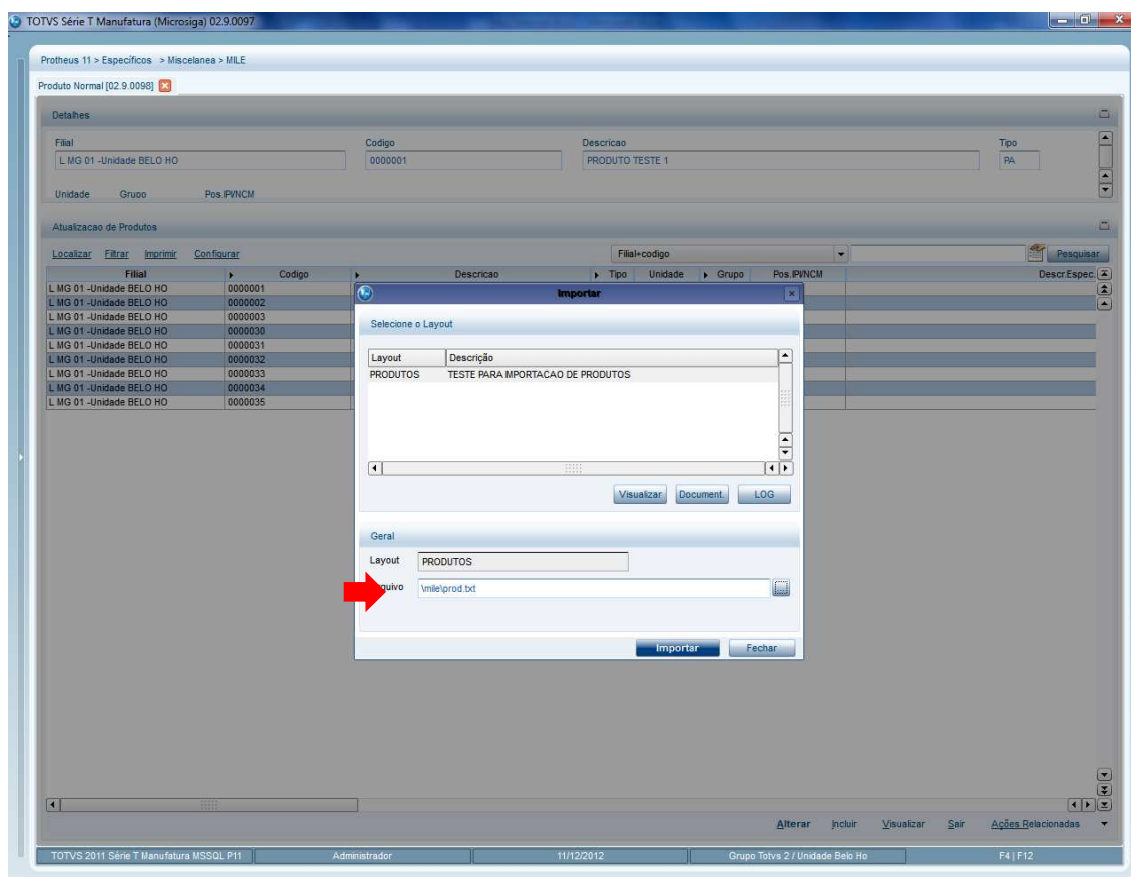 TOTVS Série T Manufatura (Microsiga) 02.9.0097
Protheus 11 > Específicos > Miscelanea > MILE
Produto Normal [02.9.0098]
Detalhes
Filial Codigo Descricao Tipo
L MG 01 -Unidade BELO HO 0000001 PRODUTO TESTE 1 PA
Unidade Grupo Pos.IPI/NCM
Atualizacao de Produtos
Localizar Filtrar Imprimir Configurar Filial+codigo Pesquisar
Filial Codigo Descricao Tipo Unidade Grupo Pos.IPI/NCM Descr.Espec.
L MG 01 -Unidade BELO HO 0000001
L MG 01 -Unidade BELO HO 0000002
L MG 01 -Unidade BELO HO 0000003
L MG 01 -Unidade BELO HO 0000030
L MG 01 -Unidade BELO HO 0000031
L MG 01 -Unidade BELO HO 0000032
L MG 01 -Unidade BELO HO 0000033
L MG 01 -Unidade BELO HO 0000034
L MG 01 -Unidade BELO HO 0000035
Importar
Selecione o Layout
Layout Descrição
PRODUTOS TESTE PARA IMPORTACAO DE PRODUTOS
Visualizar Document. LOG
Geral
Layout PRODUTOS
quivo \mile\prod.txt
Importar Fechar
Alterar Incluir Visualizar Sair Ações Relacionadas
TOTVS 2011 Série T Manufatura MSSQL P11 Administrador 11/12/2012 Grupo Totvs 2 / Unidade Belo Ho F4 | F12